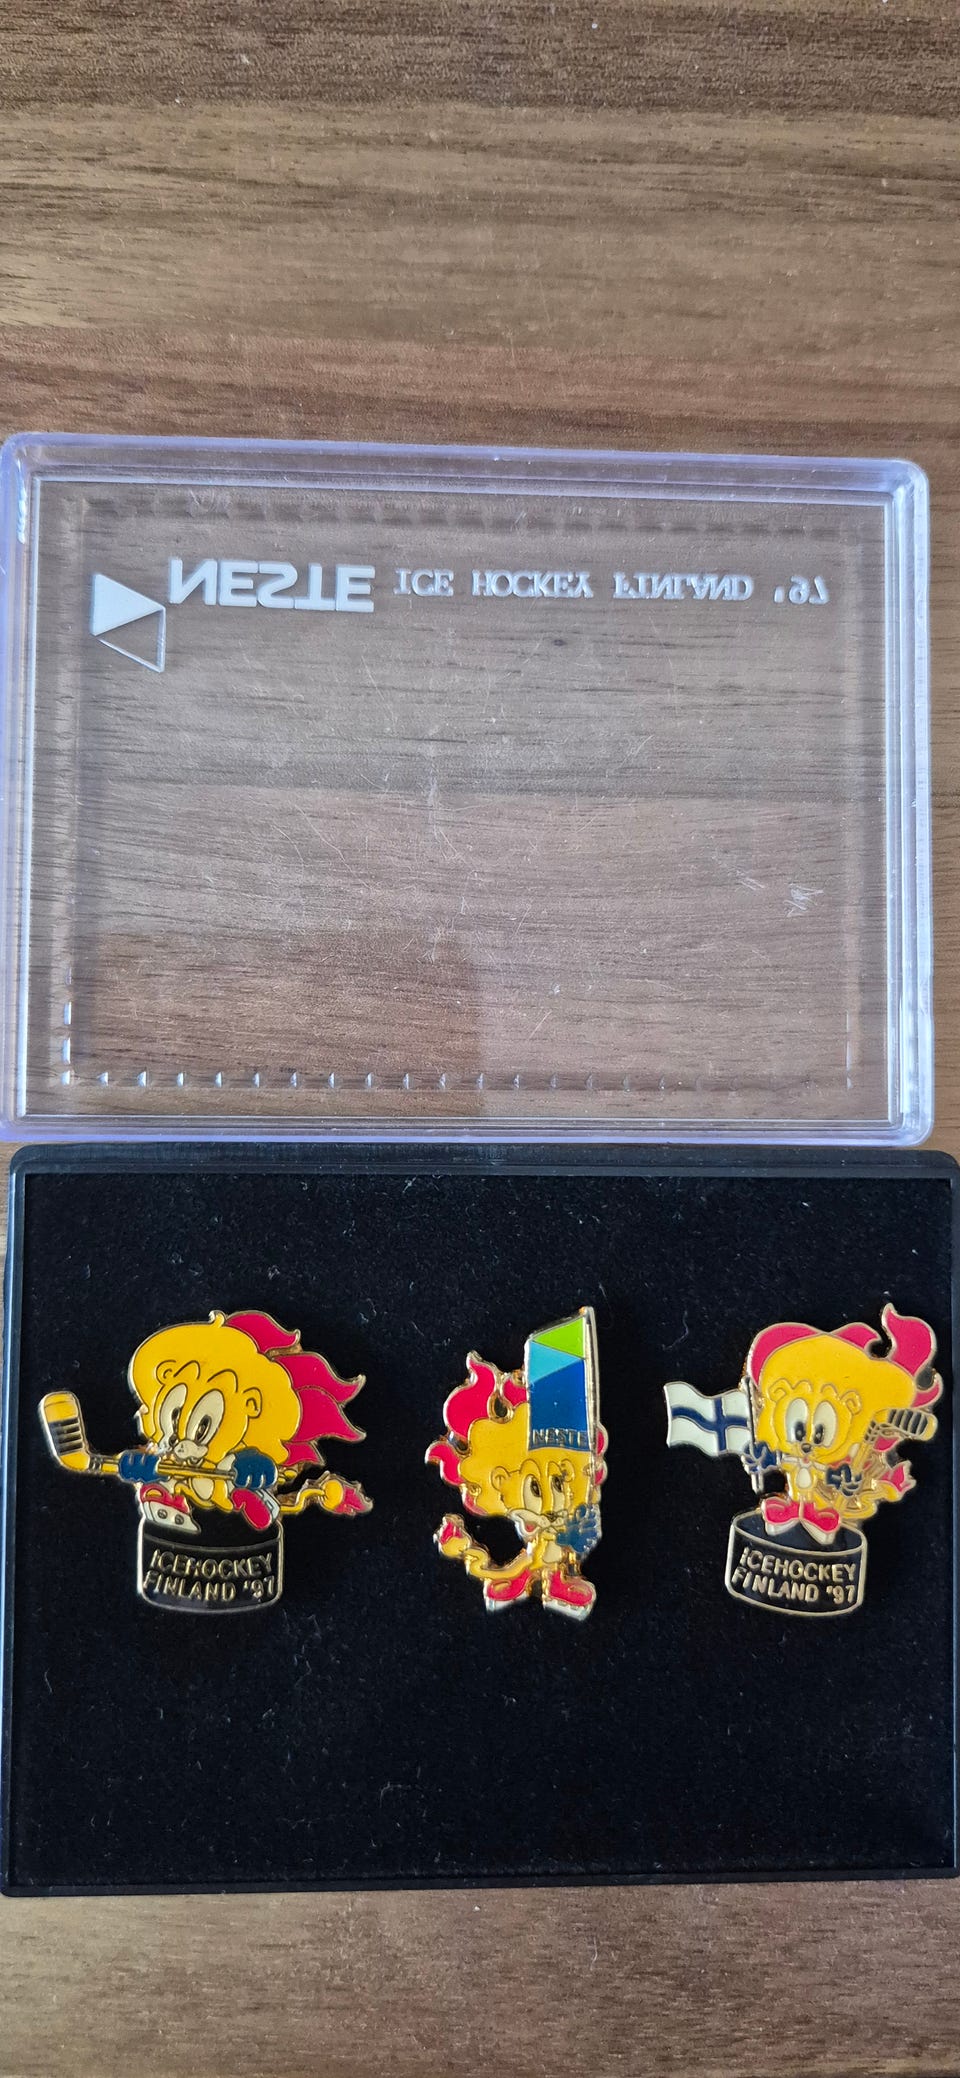 NESTE ICE HOCKEY FINLAND '97
NESTE
ICEHOCKEY
FINLAND '97
ICEHOCKEY
FINLAND '97